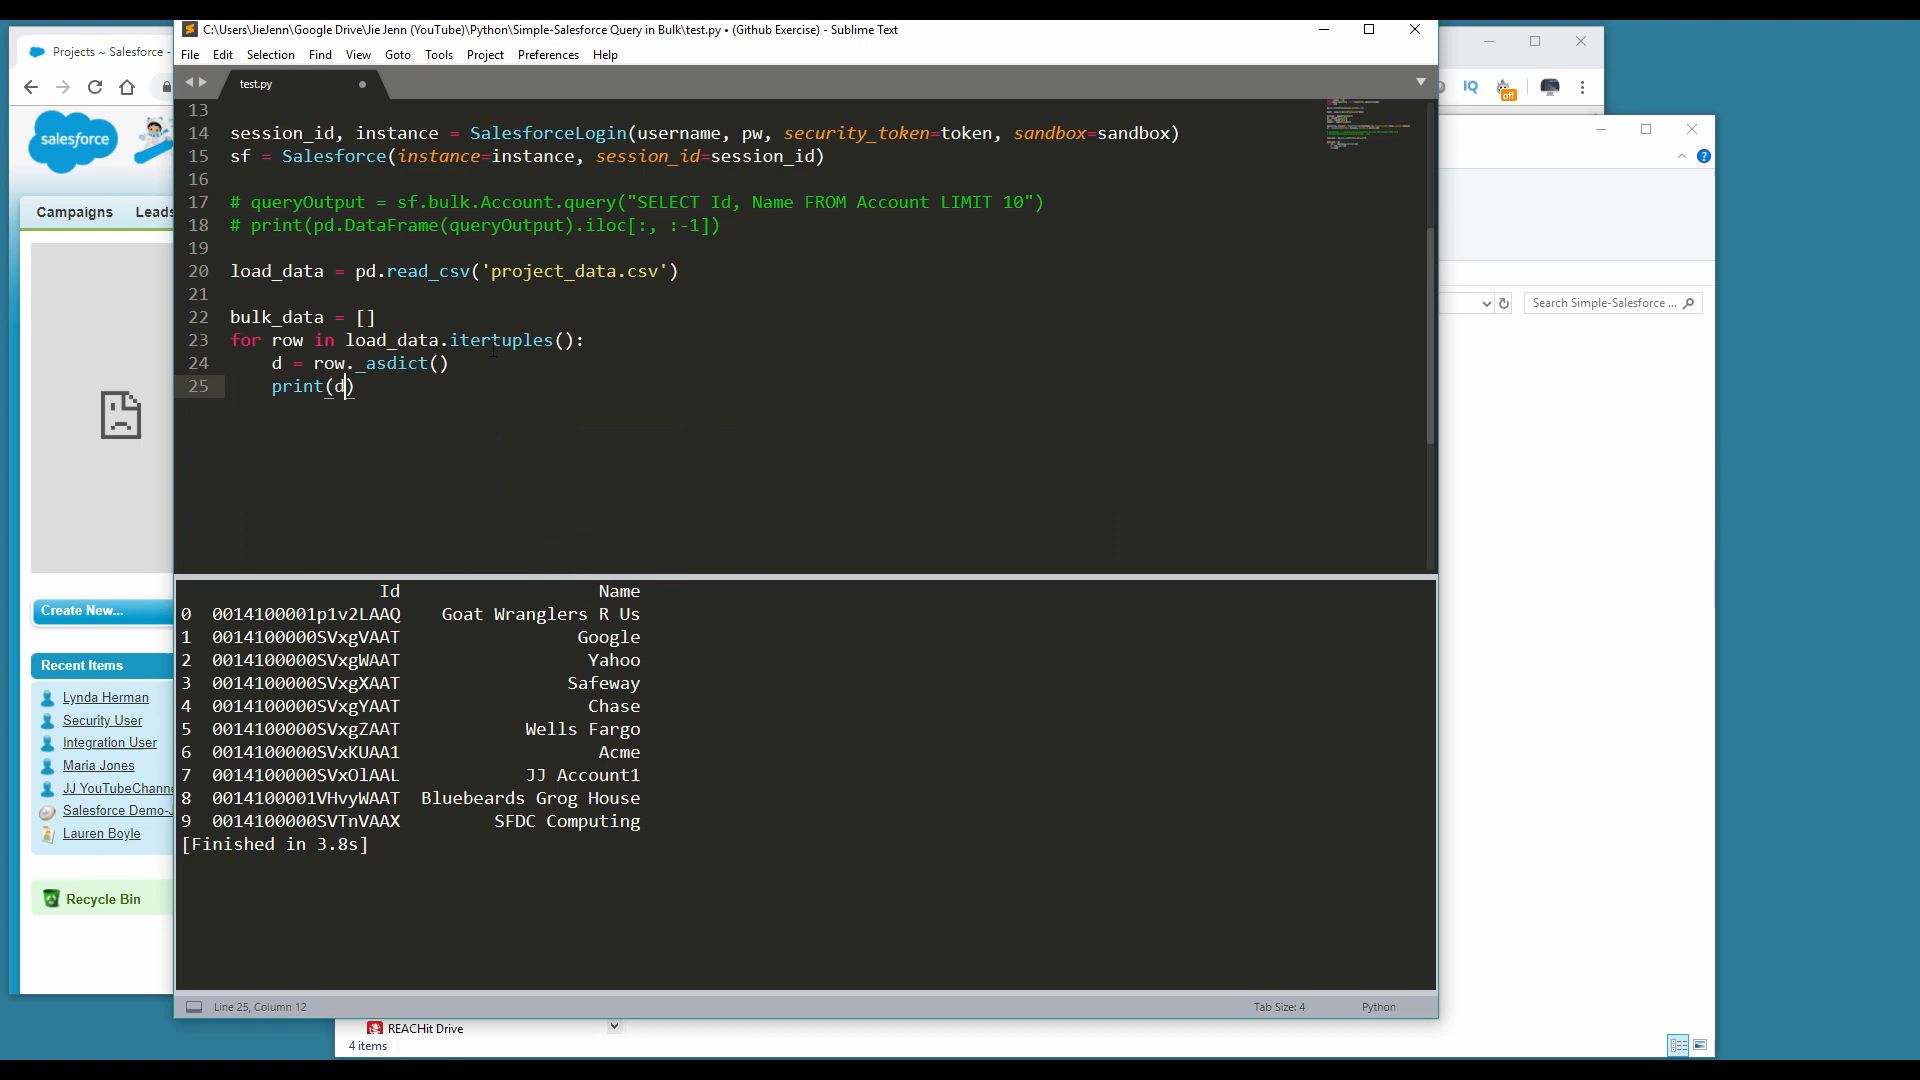 C:\Users\JieJenn\Google Drive\Jie Jenn (YouTube)\Python\Simple-Salesforce Query in Bulk\test.py • (Github Exercise) - Sublime Text
File Edit Selection Find View Goto Tools Project Preferences Help
Projects ~ Salesforce -
test.py
IQ
off
salesforce
Campaigns Leads
13
14 session_id, instance = SalesforceLogin(username, pw, security_token=token, sandbox=sandbox)
15 sf = Salesforce(instance=instance, session_id=session_id)
16
17 # queryOutput = sf.bulk.Account.query("SELECT Id, Name FROM Account LIMIT 10")
18 # print(pd.DataFrame(queryOutput).iloc[:, :-1])
19
20 load_data = pd.read_csv('project_data.csv')
21
22 bulk_data = []
23 for row in load_data.itertuples():
24 d = row._asdict()
25 print(d)
Search Simple-Salesforce ...
Id Name
0 0014100001p1v2LAAQ Goat Wranglers R Us
1 0014100000SVxgVAAT Google
2 0014100000SVxgWAAT Yahoo
3 0014100000SVxgXAAT Safeway
4 0014100000SVxgYAAT Chase
5 0014100000SVxgZAAT Wells Fargo
6 0014100000SVxKUAA1 Acme
7 0014100000SVxOlAAL JJ Account1
8 0014100001VHvyWAAT Bluebeards Grog House
9 0014100000SVTnVAAX SFDC Computing
[Finished in 3.8s]
Create New...
Recent Items
Lynda Herman
Security User
Integration User
Maria Jones
JJ YouTubeChanne
Salesforce Demo-J
Lauren Boyle
Recycle Bin
Line 25, Column 12
Tab Size: 4
Python
REACHit Drive
4 items